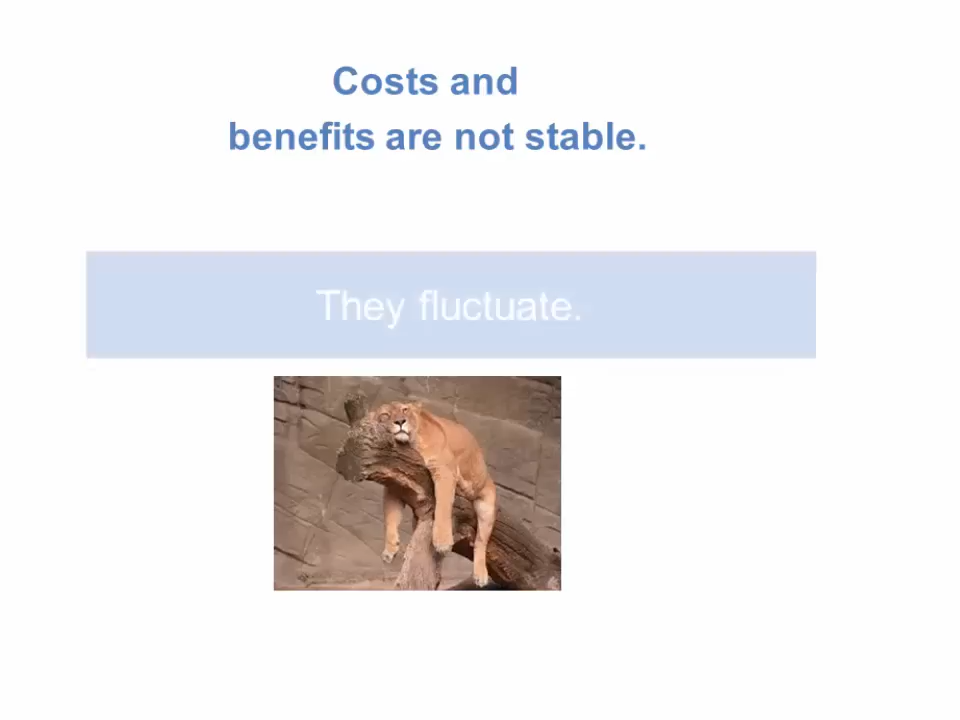 Costs and
benefits are not stable.
They fluctuate.